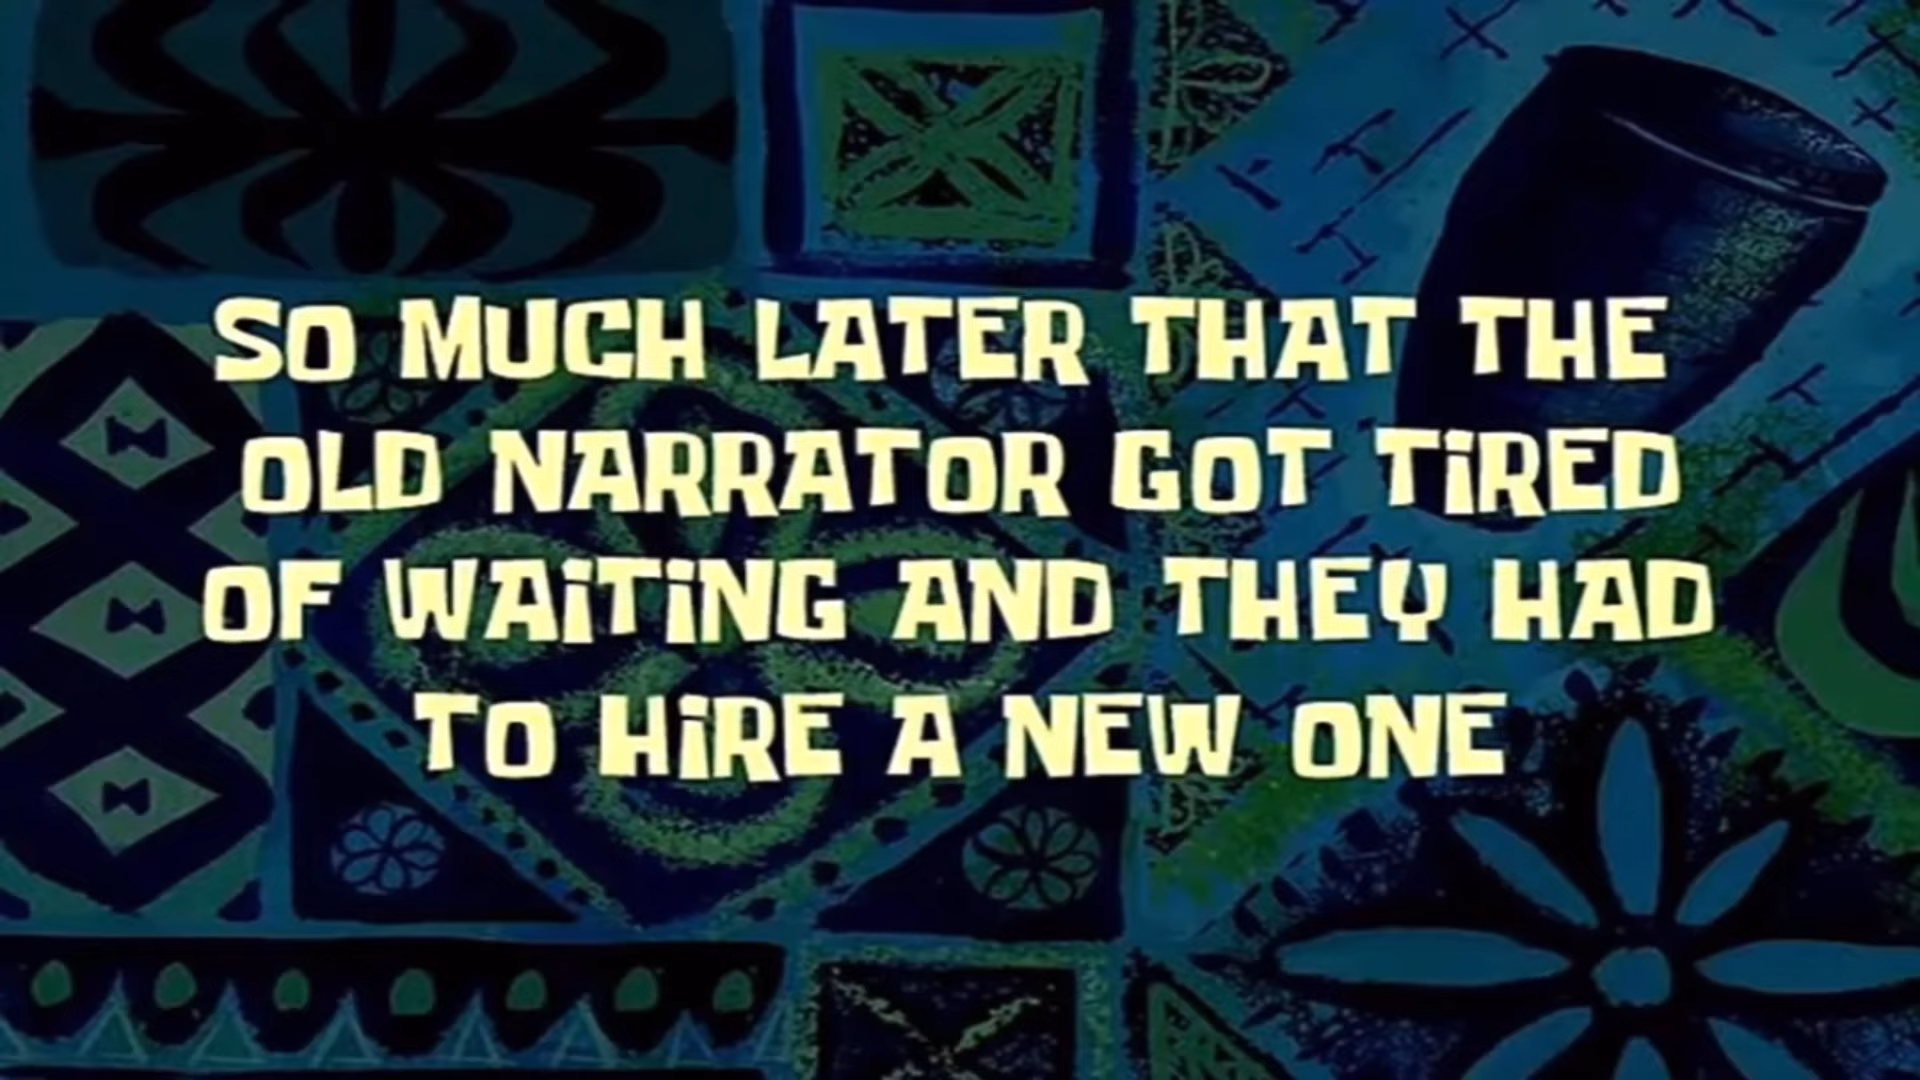 SO MUCH LATER THAT THE
OLD NARRATOR GOT TiRED
OF WAiTiNG AND THEY HAD
TO HiRE A NEW ONE